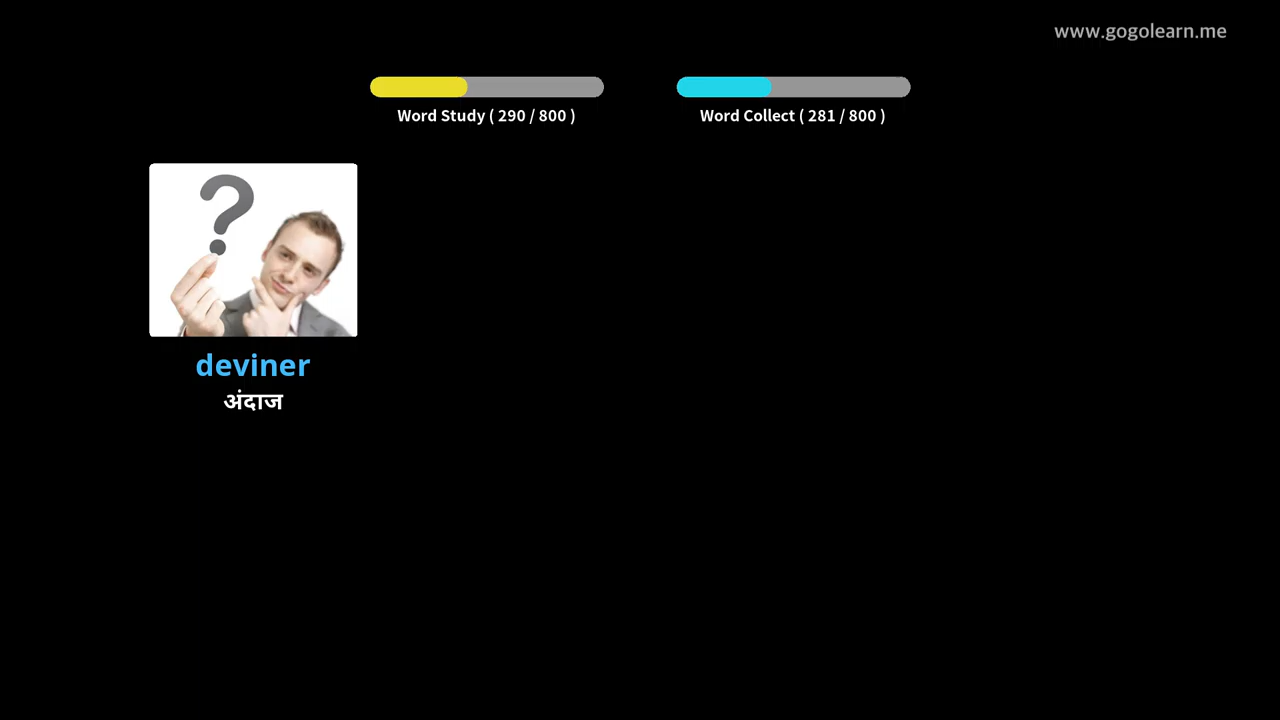 www.gogolearn.me
Word Study ( 290 / 800 )
Word Collect ( 281 / 800 )
?
deviner
अंदाज